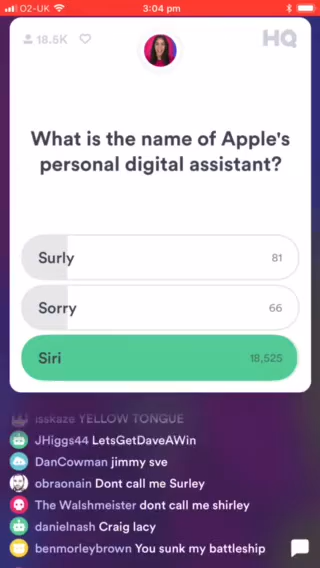 O2-UK 3:04 pm
18.5K HQ
What is the name of Apple's
personal digital assistant?
Surly 81
Sorry 66
Siri 18,525
isskaze YELLOW TONGUE
JHiggs44 LetsGetDaveAWin
DanCowman jimmy sve
obraonain Dont call me Surley
The Walshmeister dont call me shirley
danielnash Craig lacy
benmorleybrown You sunk my battleship